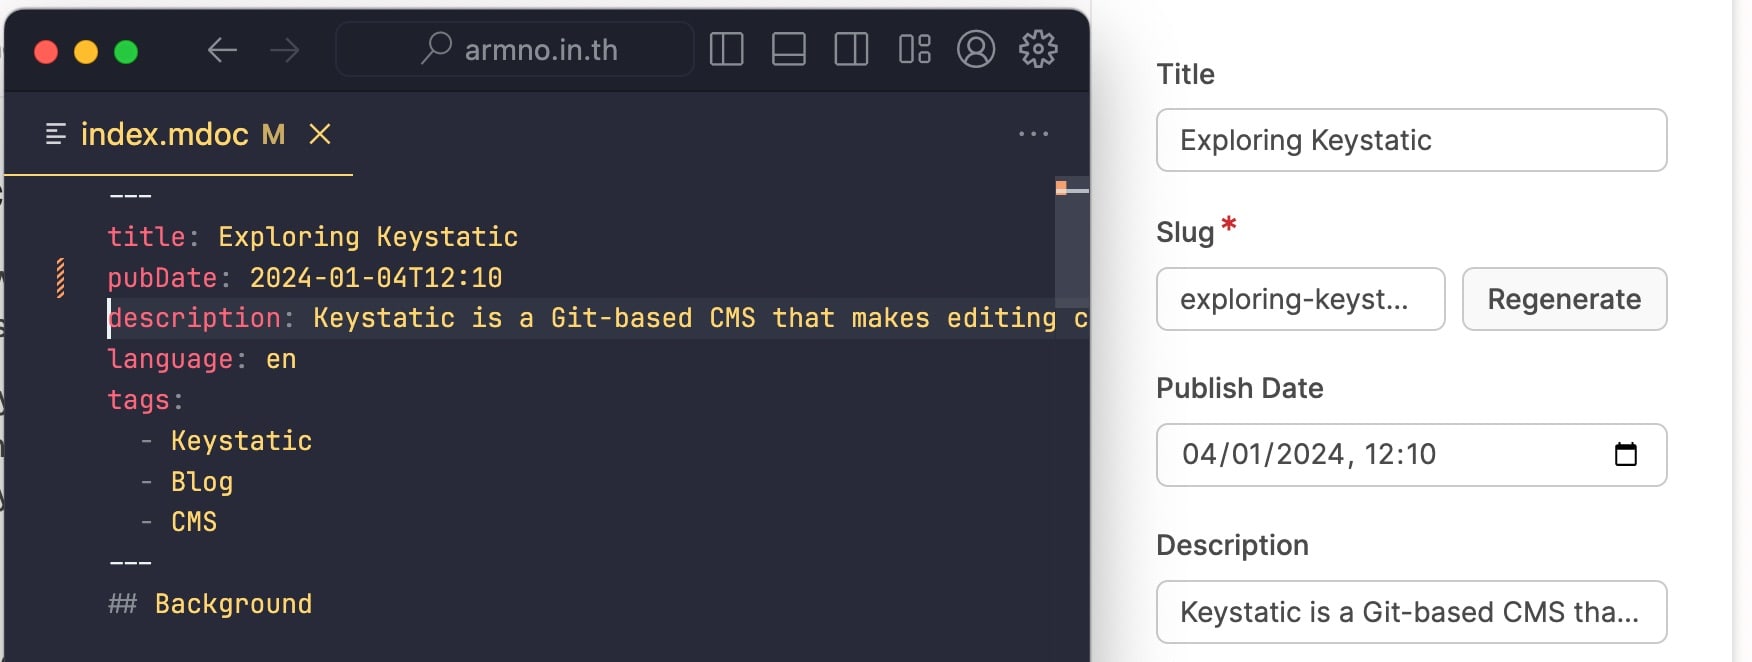 armno.in.th
index.mdoc M
---
title: Exploring Keystatic
pubDate: 2024-01-04T12:10
description: Keystatic is a Git-based CMS that makes editing c
language: en
tags:
- Keystatic
- Blog
- CMS
---
## Background
Title
Exploring Keystatic
Slug *
exploring-keyst...
Regenerate
Publish Date
04/01/2024, 12:10
Description
Keystatic is a Git-based CMS tha...